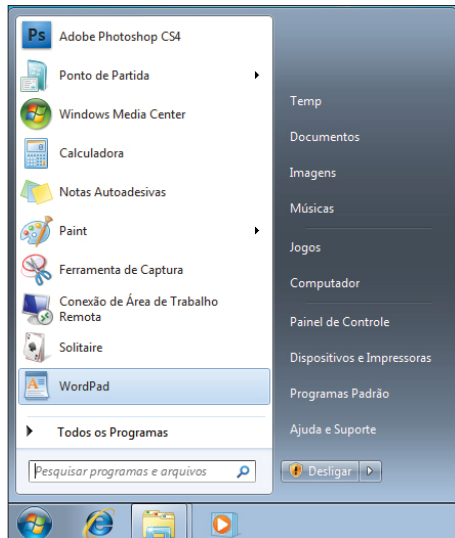 Ps Adobe Photoshop CS4
Ponto de Partida
Windows Media Center
Calculadora
Notas Autoadesivas
Paint
Ferramenta de Captura
Conexão de Área de Trabalho
Remota
Solitaire
WordPad
Todos os Programas
Pesquisar programas e arquivos
Temp
Documentos
Imagens
Músicas
Jogos
Computador
Painel de Controle
Dispositivos e Impressoras
Programas Padrão
Ajuda e Suporte
Desligar